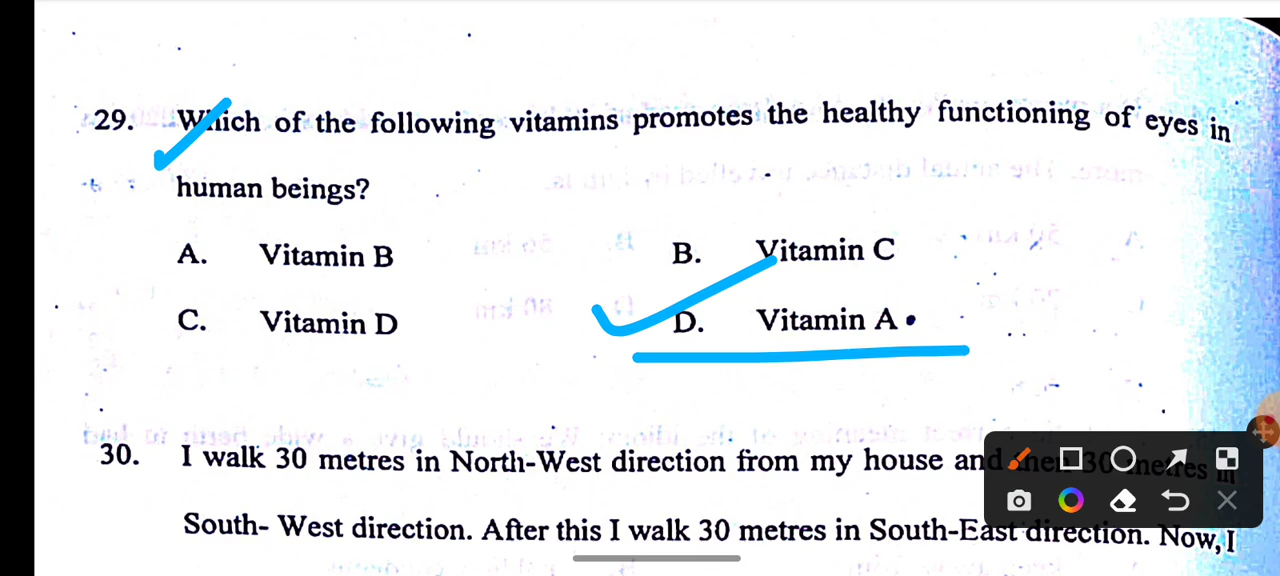 29. Which of the following vitamins promotes the healthy functioning of eyes in
human beings?
A. Vitamin B B. Vitamin C
C. Vitamin D D. Vitamin A
30. I walk 30 metres in North-West direction from my house and then 30 metres in
South- West direction. After this I walk 30 metres in South-East direction. Now, I